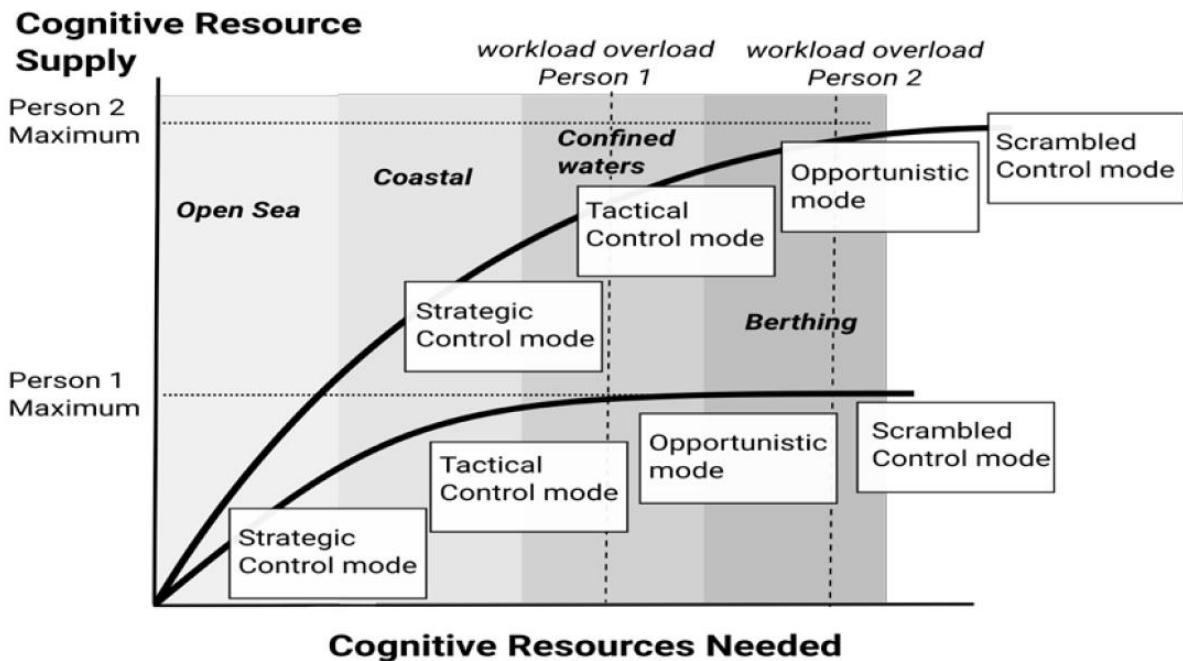 Cognitive Resource
Supply
workload overload
Person 1
workload overload
Person 2
Person 2
Maximum
Confined
waters
Scrambled
Control mode
Opportunistic
mode
Coastal
Open Sea
Tactical
Control mode
Strategic
Control mode
Berthing
Person 1
Maximum
Scrambled
Control mode
Opportunistic
mode
Tactical
Control mode
Strategic
Control mode
Cognitive Resources Needed